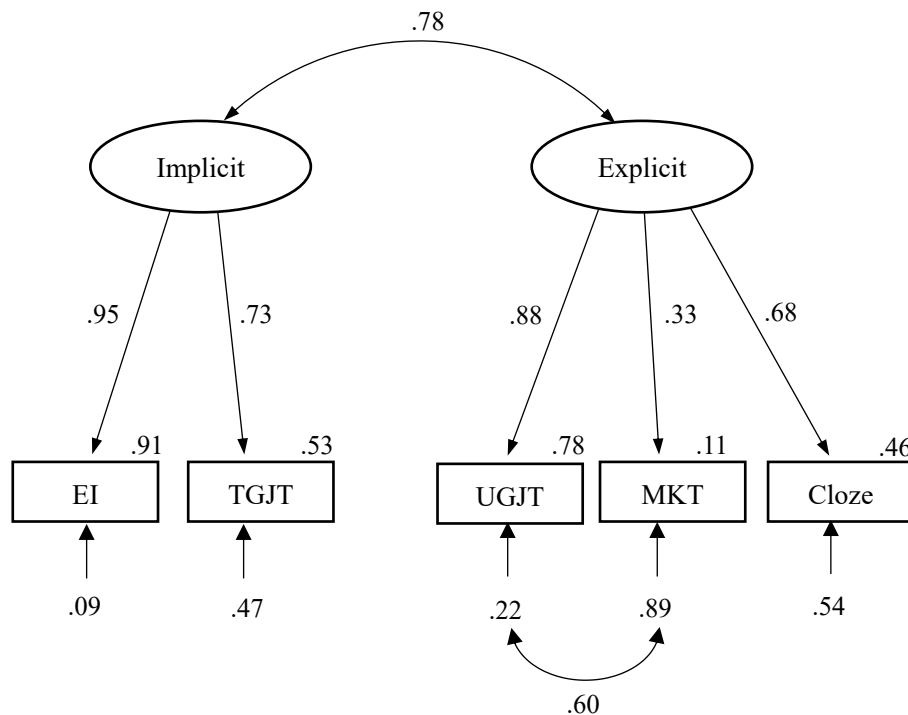 .78
Implicit
Explicit
.95
.73
.88
.33
.68
.91
.53
.78
.11
.46
EI
TGJT
UGJT
MKT
Cloze
.09
.47
.22
.89
.54
.60